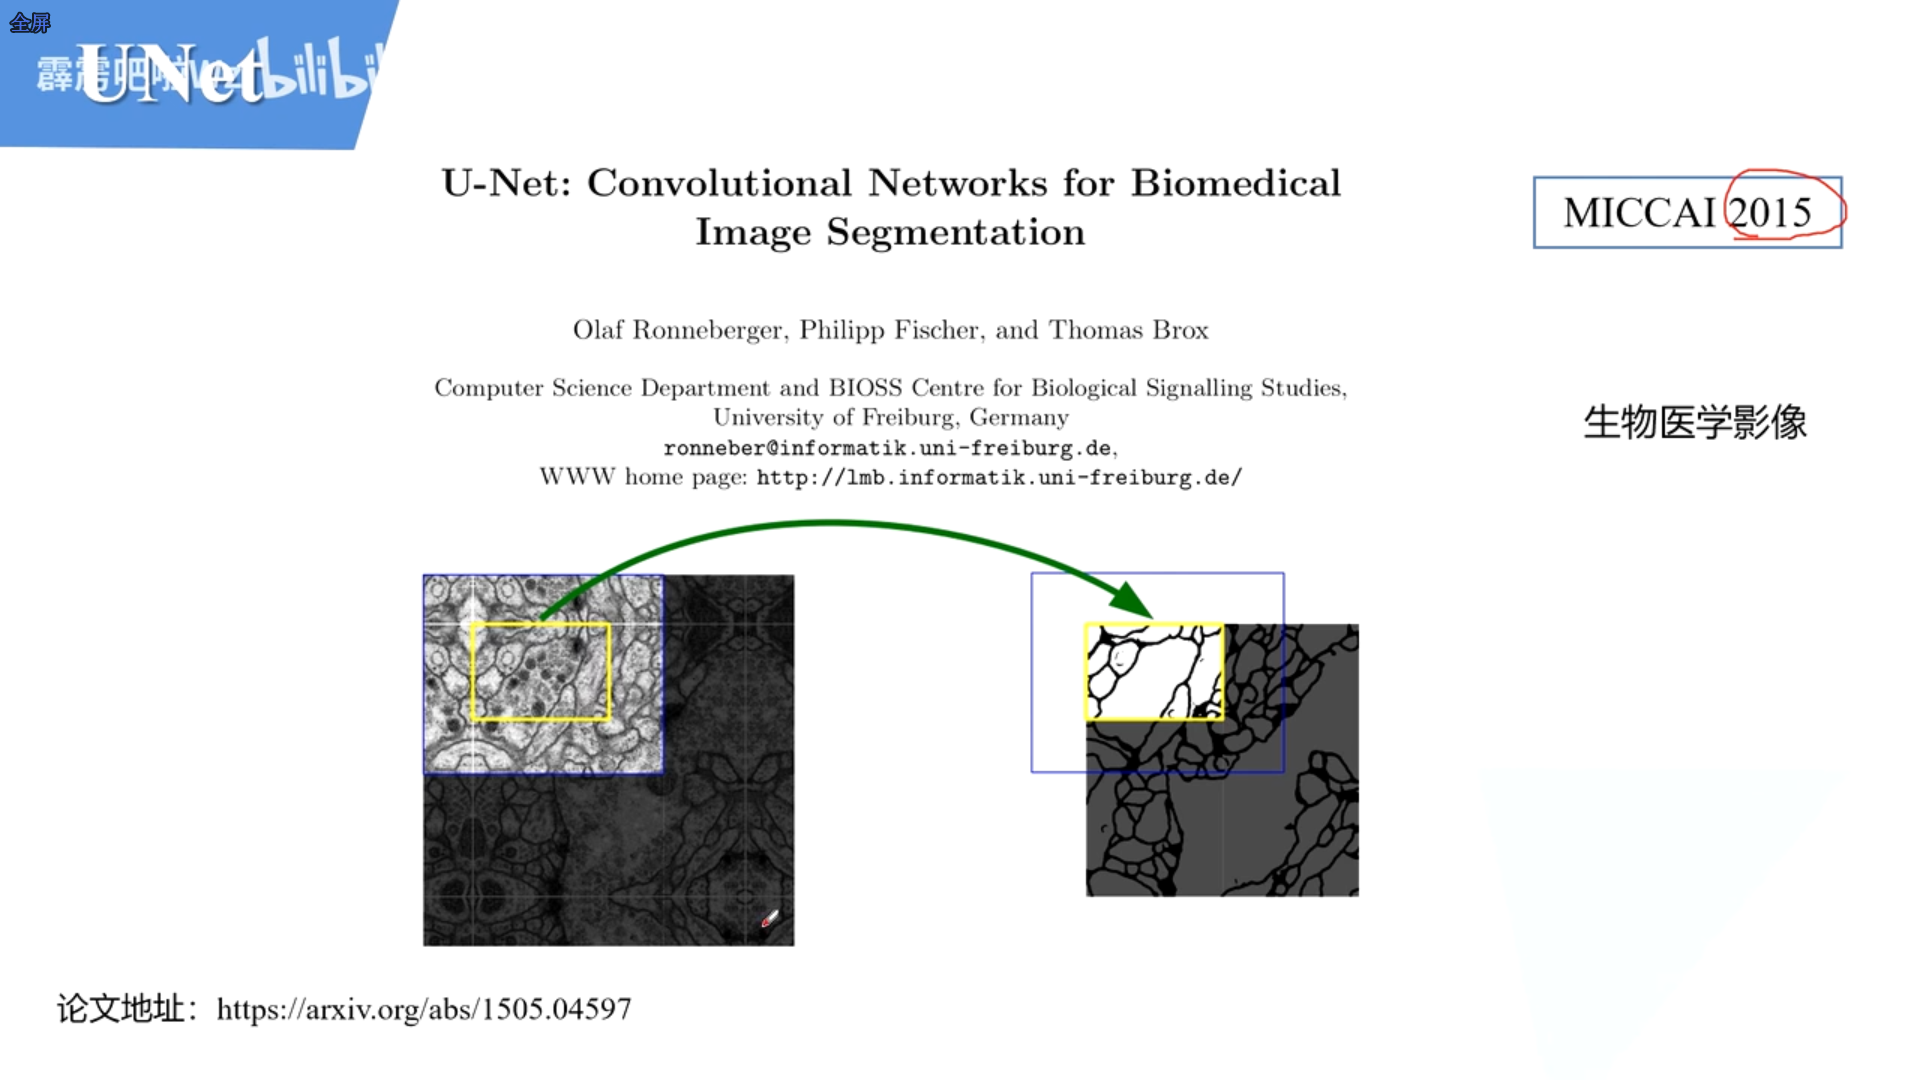 全屏
霹雳吧啦Wz bilibili
UNet
U-Net: Convolutional Networks for Biomedical
Image Segmentation
MICCAI 2015
Olaf Ronneberger, Philipp Fischer, and Thomas Brox
Computer Science Department and BIOSS Centre for Biological Signalling Studies,
University of Freiburg, Germany
ronneber@informatik.uni-freiburg.de,
WWW home page: http://lmb.informatik.uni-freiburg.de/
生物医学影像
论文地址：https://arxiv.org/abs/1505.04597